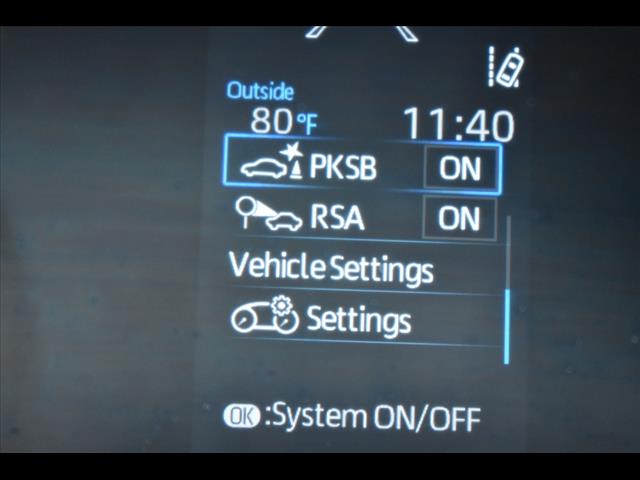 Outside
80°F 11:40
PKSB ON
RSA ON
Vehicle Settings
Settings
OK :System ON/OFF